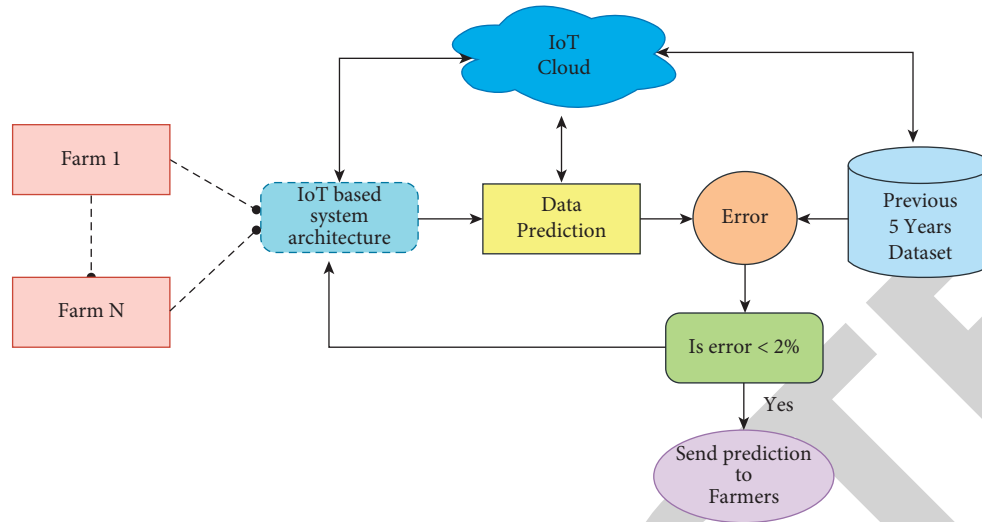 IoT
Cloud
Farm 1
IoT based
system
architecture
Data
Prediction
Error
Previous
5 Years
Dataset
Farm N
Is error < 2%
Yes
Send prediction
to
Farmers